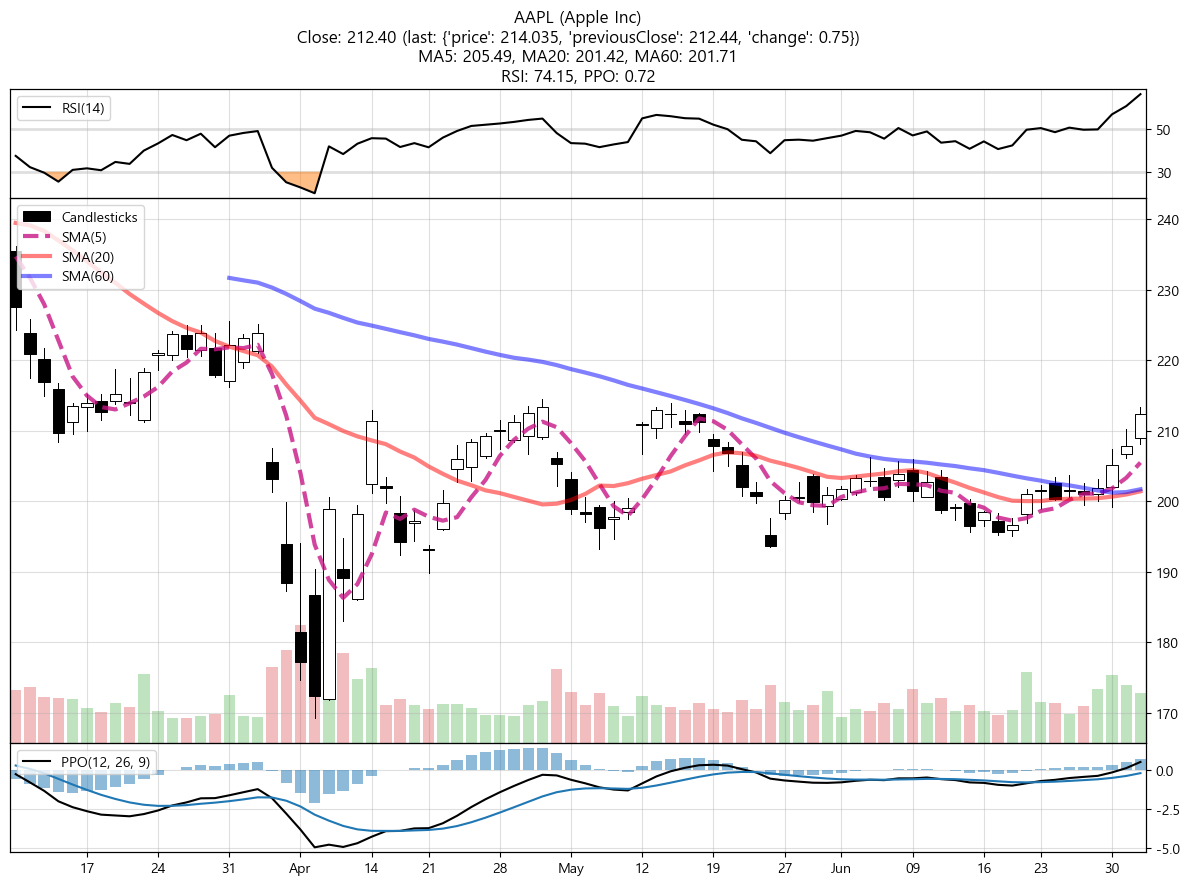 AAPL (Apple Inc)
Close: 212.40 (last: {'price': 214.035, 'previousClose': 212.44, 'change': 0.75})
MA5: 205.49, MA20: 201.42, MA60: 201.71
RSI: 74.15, PPO: 0.72
RSI(14)
50
30
Candlesticks
SMA(5)
SMA(20)
SMA(60)
240
230
220
210
200
190
180
170
PPO(12, 26, 9)
0.0
-2.5
-5.0
17 24 31 Apr 14 21 28 May 12 19 27 Jun 09 16 23 30